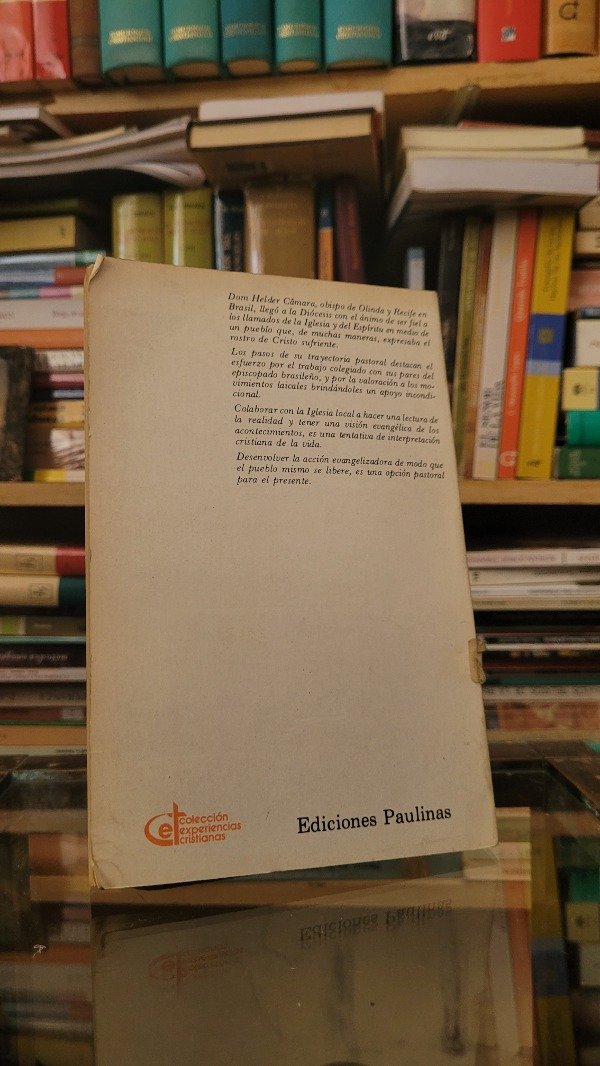 Dom Helder Câmara, obispo de Olinda y Recife en
Brasil, llegó a la Diócesis con el ánimo de ser fiel a
los llamados de la Iglesia y del Espíritu en medio de
un pueblo que, de muchas maneras, expresaba el
rostro de Cristo sufriente.
Los pasos de su trayectoria pastoral destacan el
esfuerzo por el trabajo colegiado con sus pares del
episcopado brasileño, y por la valoración a los mo-
vimientos laicales brindándoles un apoyo incondi-
cional.
Colaborar con la Iglesia local a hacer una lectura de
la realidad y tener una visión evangélica de los
acontecimientos, es una tentativa de interpretación
cristiana de la vida.
Desenvolver la acción evangelizadora de modo que
el pueblo mismo se libere, es una opción pastoral
para el presente.
colección
experiencias
cristianas
Ediciones Paulinas